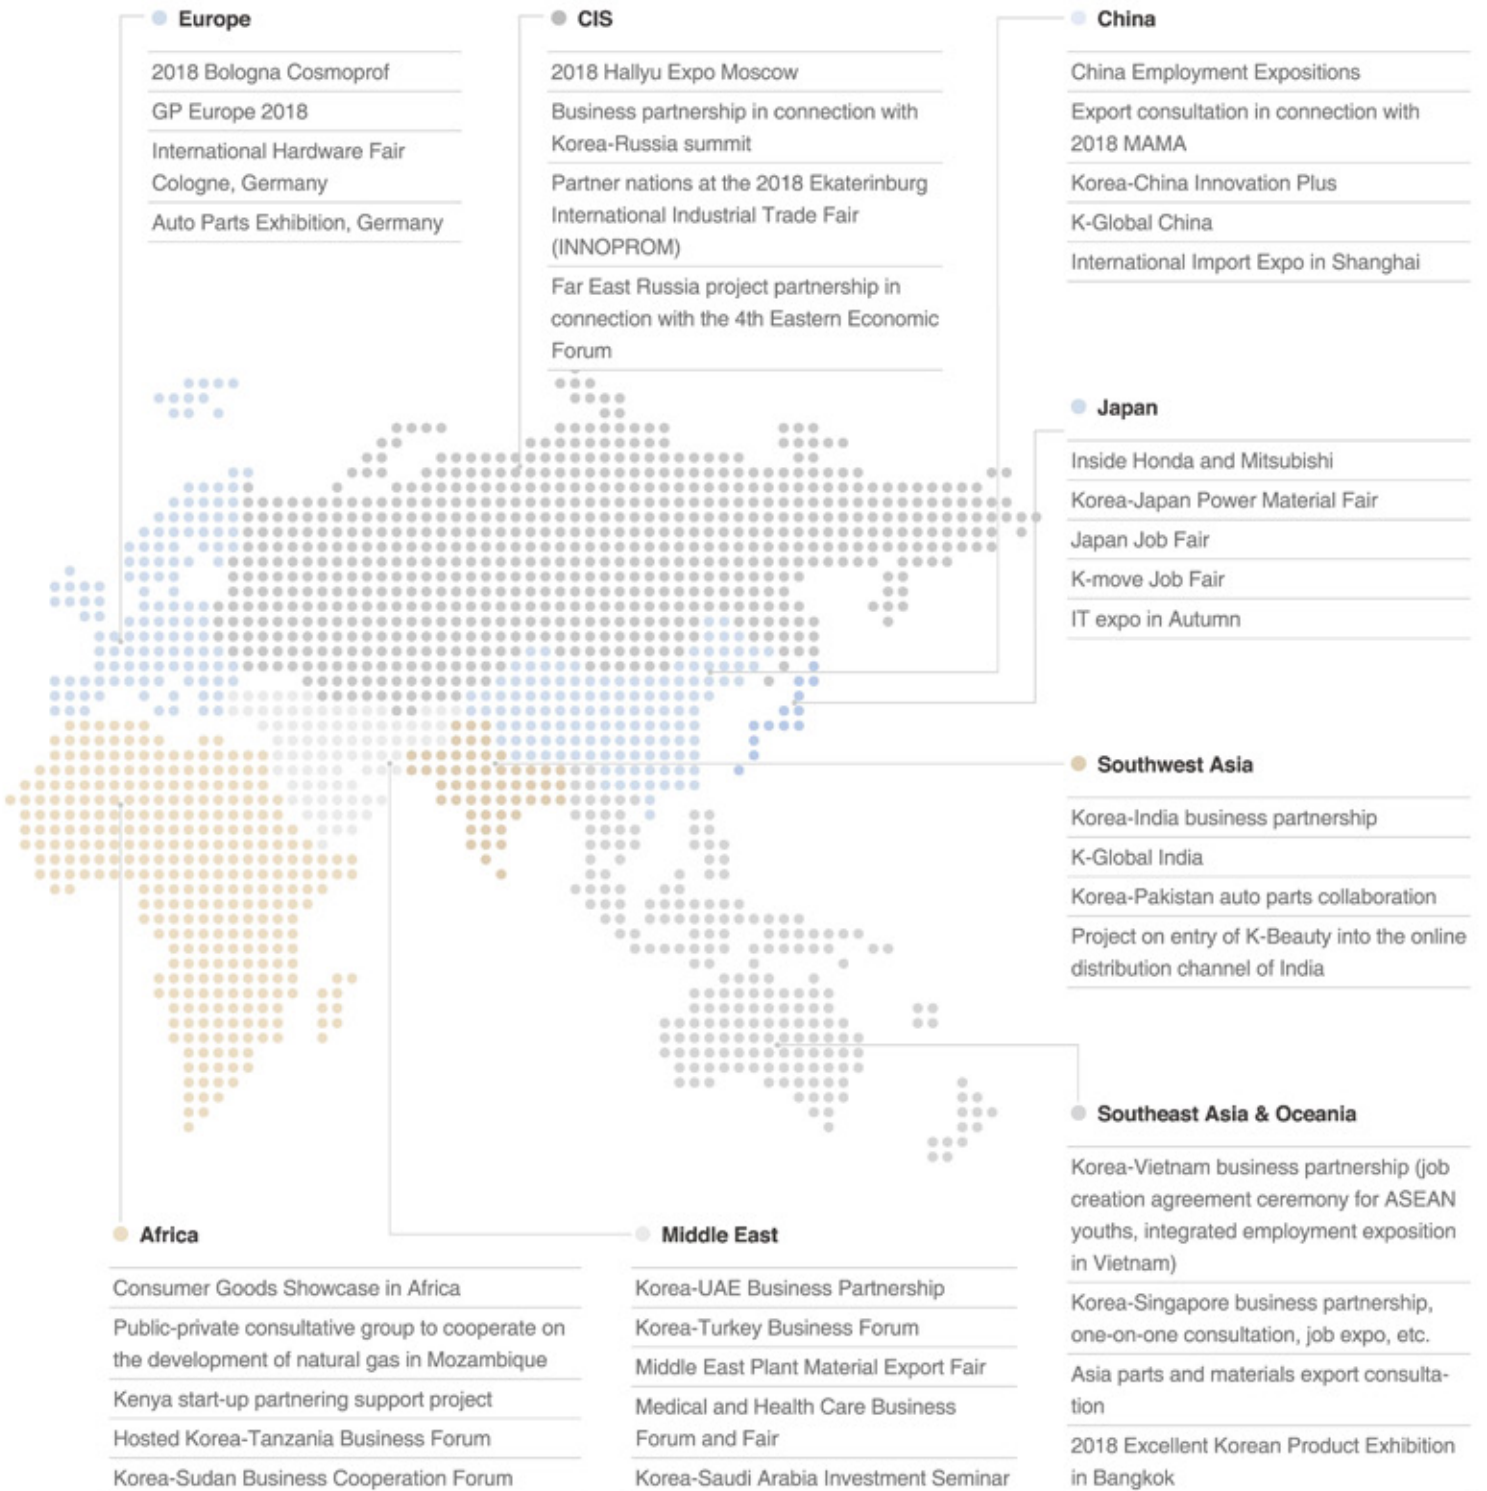 Europe
2018 Bologna Cosmoprof
GP Europe 2018
International Hardware Fair
Cologne, Germany
Auto Parts Exhibition, Germany
CIS
2018 Hallyu Expo Moscow
Business partnership in connection with
Korea-Russia summit
Partner nations at the 2018 Ekaterinburg
International Industrial Trade Fair
(INNOPROM)
Far East Russia project partnership in
connection with the 4th Eastern Economic
Forum
China
China Employment Expositions
Export consultation in connection with
2018 MAMA
Korea-China Innovation Plus
K-Global China
International Import Expo in Shanghai
Japan
Inside Honda and Mitsubishi
Korea-Japan Power Material Fair
Japan Job Fair
K-move Job Fair
IT expo in Autumn
Southwest Asia
Korea-India business partnership
K-Global India
Korea-Pakistan auto parts collaboration
Project on entry of K-Beauty into the online
distribution channel of India
Southeast Asia & Oceania
Korea-Vietnam business partnership (job
creation agreement ceremony for ASEAN
youths, integrated employment exposition
in Vietnam)
Korea-Singapore business partnership,
one-on-one consultation, job expo, etc.
Asia parts and materials export consulta-
tion
2018 Excellent Korean Product Exhibition
in Bangkok
Africa
Consumer Goods Showcase in Africa
Public-private consultative group to cooperate on
the development of natural gas in Mozambique
Kenya start-up partnering support project
Hosted Korea-Tanzania Business Forum
Korea-Sudan Business Cooperation Forum
Middle East
Korea-UAE Business Partnership
Korea-Turkey Business Forum
Middle East Plant Material Export Fair
Medical and Health Care Business
Forum and Fair
Korea-Saudi Arabia Investment Seminar